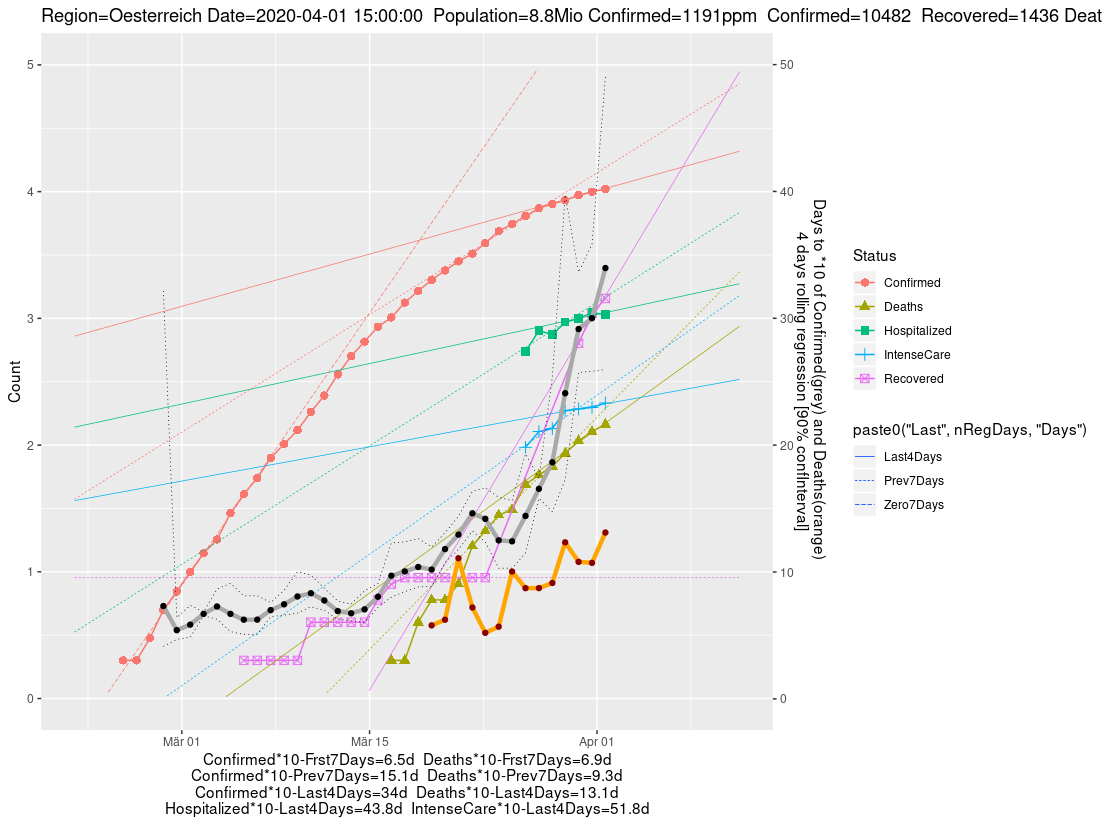 Region=Oesterreich Date=2020-04-01 15:00:00  Population=8.8Mio Confirmed=1191ppm  Confirmed=10482  Recovered=1436 Deat
Count
5
4
3
2
1
0
50
40
30
20
10
0
Days to *10 of Confirmed(grey) and Deaths(orange)
4 days rolling regression [90% confInterval]
Mär 01
Mär 15
Apr 01
Confirmed*10-Frst7Days=6.5d  Deaths*10-Frst7Days=6.9d
Confirmed*10-Prev7Days=15.1d  Deaths*10-Prev7Days=9.3d
Confirmed*10-Last4Days=34d  Deaths*10-Last4Days=13.1d
Hospitalized*10-Last4Days=43.8d  IntenseCare*10-Last4Days=51.8d
Status
Confirmed
Deaths
Hospitalized
IntenseCare
Recovered
paste0("Last", nRegDays, "Days")
Last4Days
Prev7Days
Zero7Days